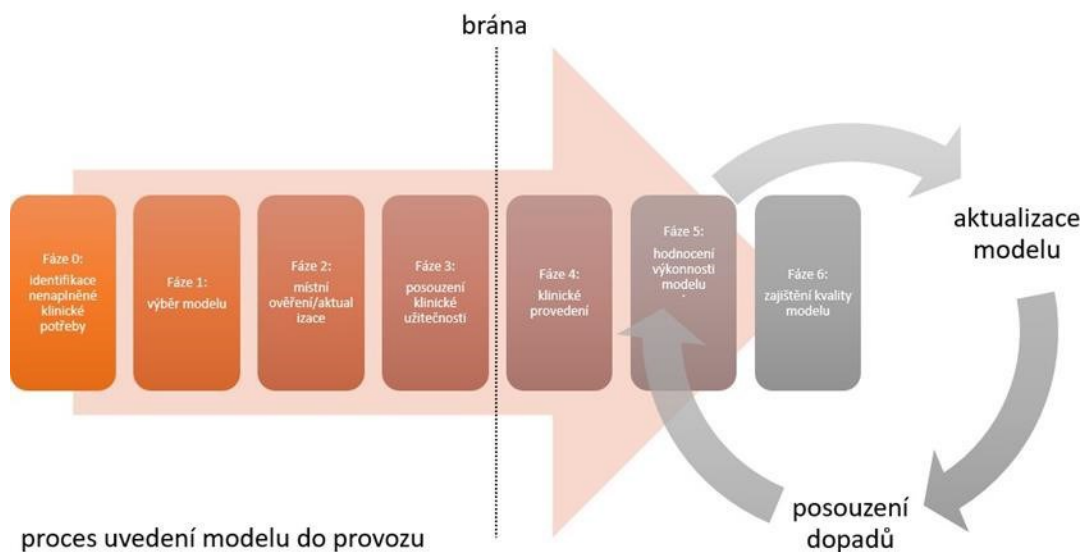 brána
Fáze 0:
identifikace
nenaplněné
klinické
potřeby
Fáze 1:
výběr modelu
Fáze 2:
místní
ověření/aktual
izace
Fáze 3:
posouzení
klinické
užitečnosti
Fáze 4:
klinické
provedení
Fáze 5:
hodnocení
výkonnosti
modelu
Fáze 6:
zajištění kvality
modelu
aktualizace
modelu
posouzení
dopadů
proces uvedení modelu do provozu